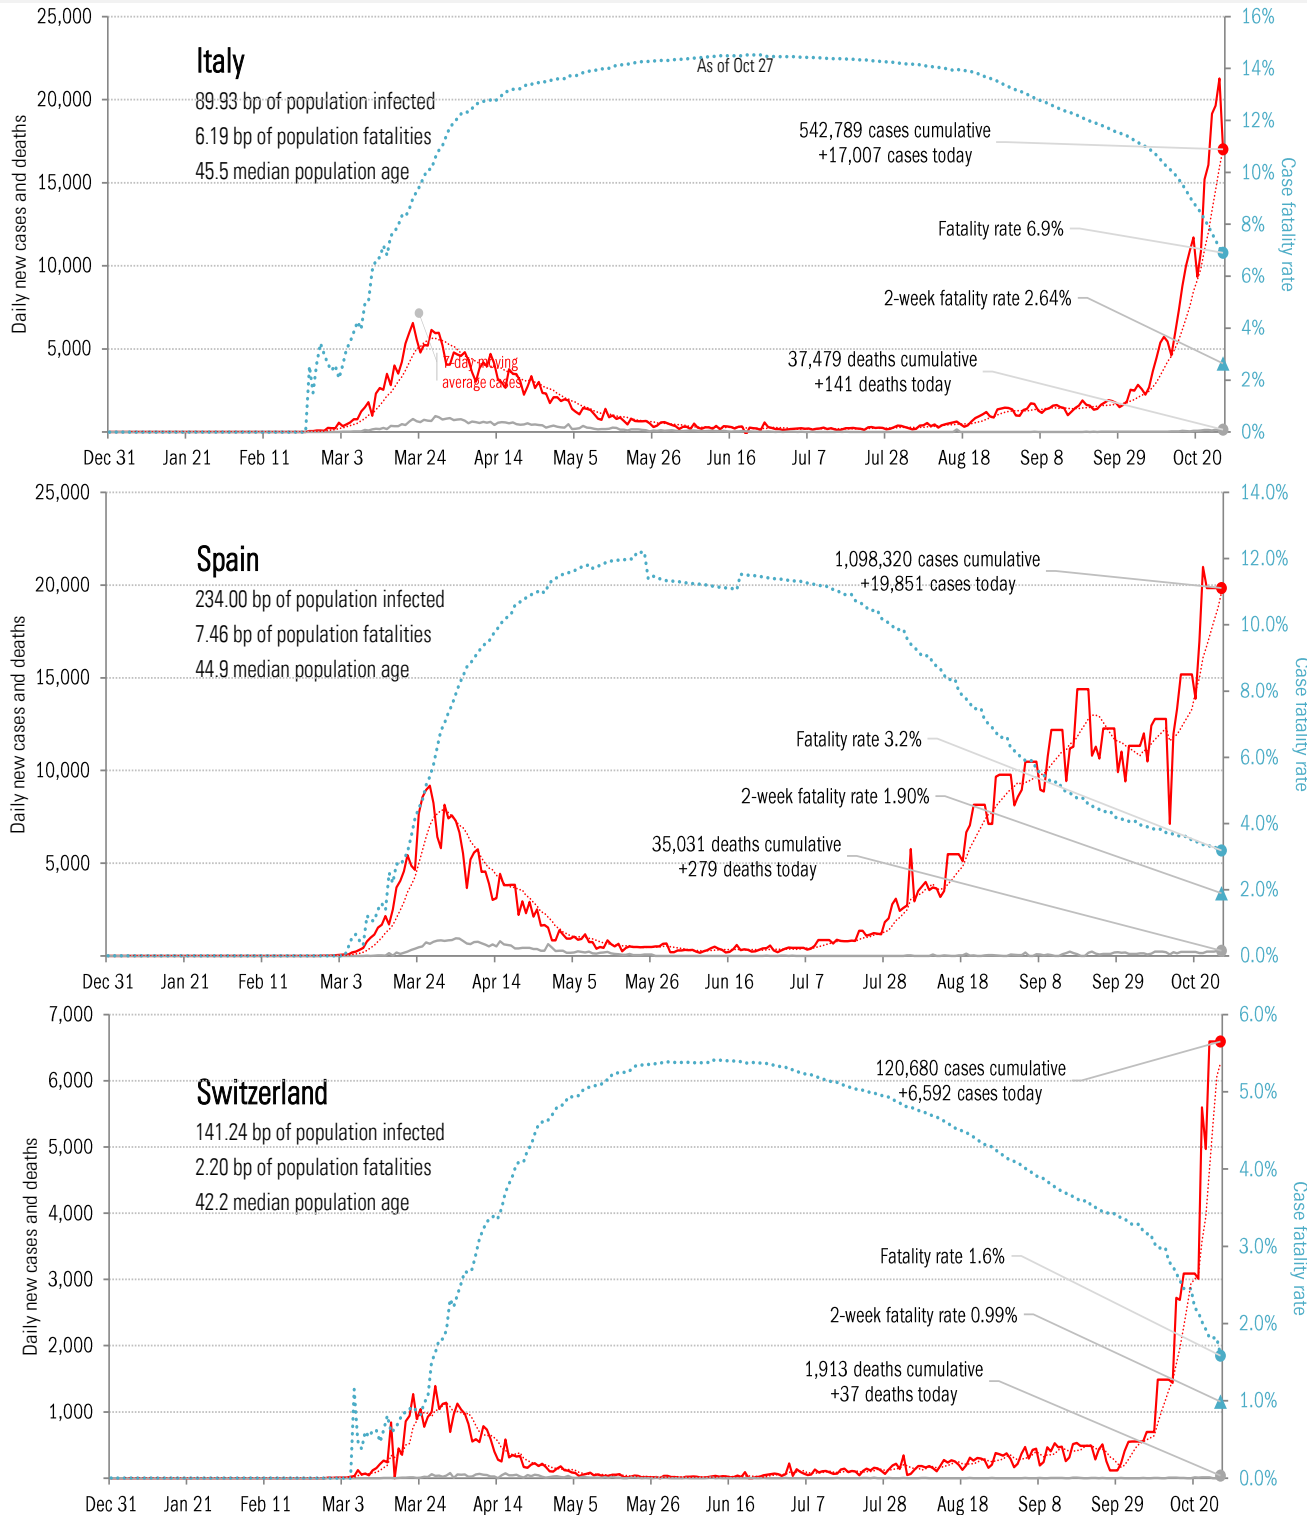 25,000
20,000
15,000
10,000
5,000
Daily new cases and deaths
Italy
89.93 bp of population infected
6.19 bp of population fatalities
45.5 median population age
As of Oct 27
542,789 cases cumulative
+17,007 cases today
Fatality rate 6.9%
2-week fatality rate 2.64%
37,479 deaths cumulative
+141 deaths today
7-day moving
average cases
16%
14%
12%
10%
8%
6%
4%
2%
0%
Case fatality rate
Dec 31 Jan 21 Feb 11 Mar 3 Mar 24 Apr 14 May 5 May 26 Jun 16 Jul 7 Jul 28 Aug 18 Sep 8 Sep 29 Oct 20
25,000
20,000
15,000
10,000
5,000
Daily new cases and deaths
Spain
234.00 bp of population infected
7.46 bp of population fatalities
44.9 median population age
1,098,320 cases cumulative
+19,851 cases today
Fatality rate 3.2%
2-week fatality rate 1.90%
35,031 deaths cumulative
+279 deaths today
14.0%
12.0%
10.0%
8.0%
6.0%
4.0%
2.0%
0.0%
Case fatality rate
Dec 31 Jan 21 Feb 11 Mar 3 Mar 24 Apr 14 May 5 May 26 Jun 16 Jul 7 Jul 28 Aug 18 Sep 8 Sep 29 Oct 20
7,000
6,000
5,000
4,000
3,000
2,000
1,000
Daily new cases and deaths
Switzerland
141.24 bp of population infected
2.20 bp of population fatalities
42.2 median population age
120,680 cases cumulative
+6,592 cases today
Fatality rate 1.6%
2-week fatality rate 0.99%
1,913 deaths cumulative
+37 deaths today
6.0%
5.0%
4.0%
3.0%
2.0%
1.0%
0.0%
Case fatality rate
Dec 31 Jan 21 Feb 11 Mar 3 Mar 24 Apr 14 May 5 May 26 Jun 16 Jul 7 Jul 28 Aug 18 Sep 8 Sep 29 Oct 20